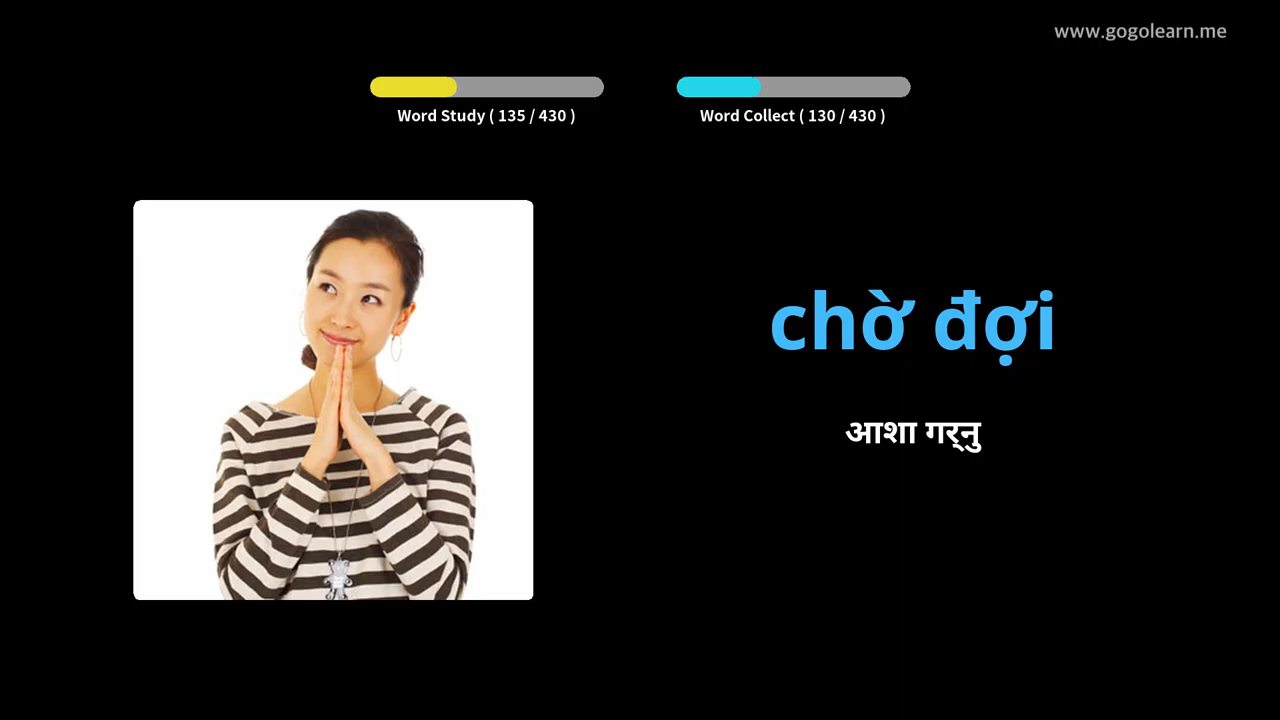 www.gogolearn.me
Word Study ( 135 / 430 )
Word Collect ( 130 / 430 )
chờ đợi
आशा गर्‍नु